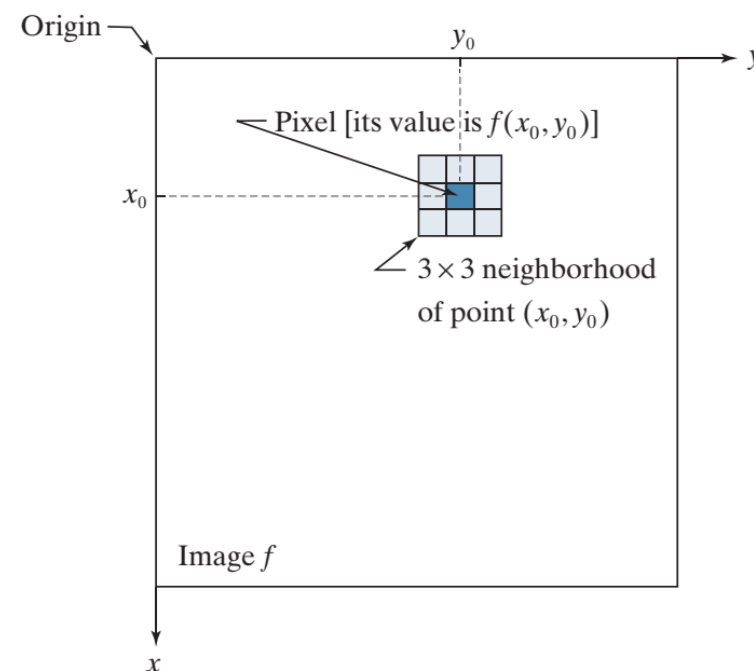 Origin
y₀
y
Pixel [its value is f(x₀, y₀)]
x₀
3 × 3 neighborhood
of point (x₀, y₀)
Image f
x